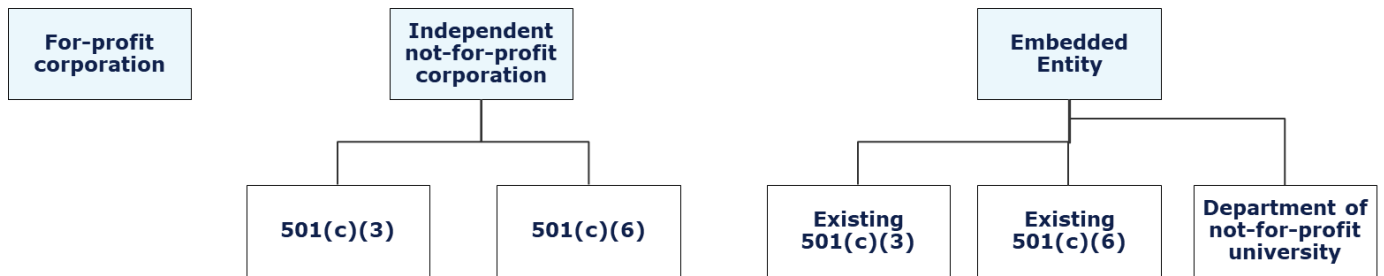 For-profit
corporation
Independent
not-for-profit
corporation
Embedded
Entity
501(c)(3)
501(c)(6)
Existing
501(c)(3)
Existing
501(c)(6)
Department of
not-for-profit
university